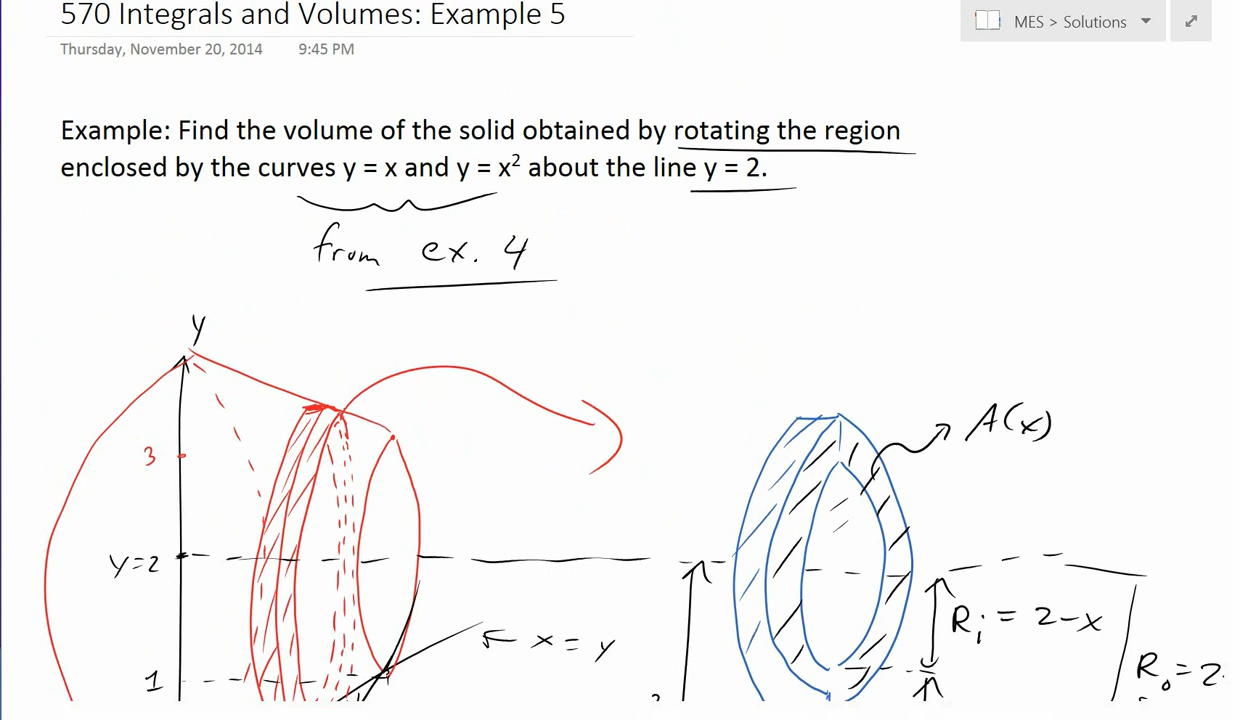 570 Integrals and Volumes: Example 5
MES > Solutions
Thursday, November 20, 2014 9:45 PM
Example: Find the volume of the solid obtained by rotating the region
enclosed by the curves y = x and y = x² about the line y = 2.
from ex. 4
y
A(x)
3
y=2
Ri = 2-x
x = y
1
Ro = 2